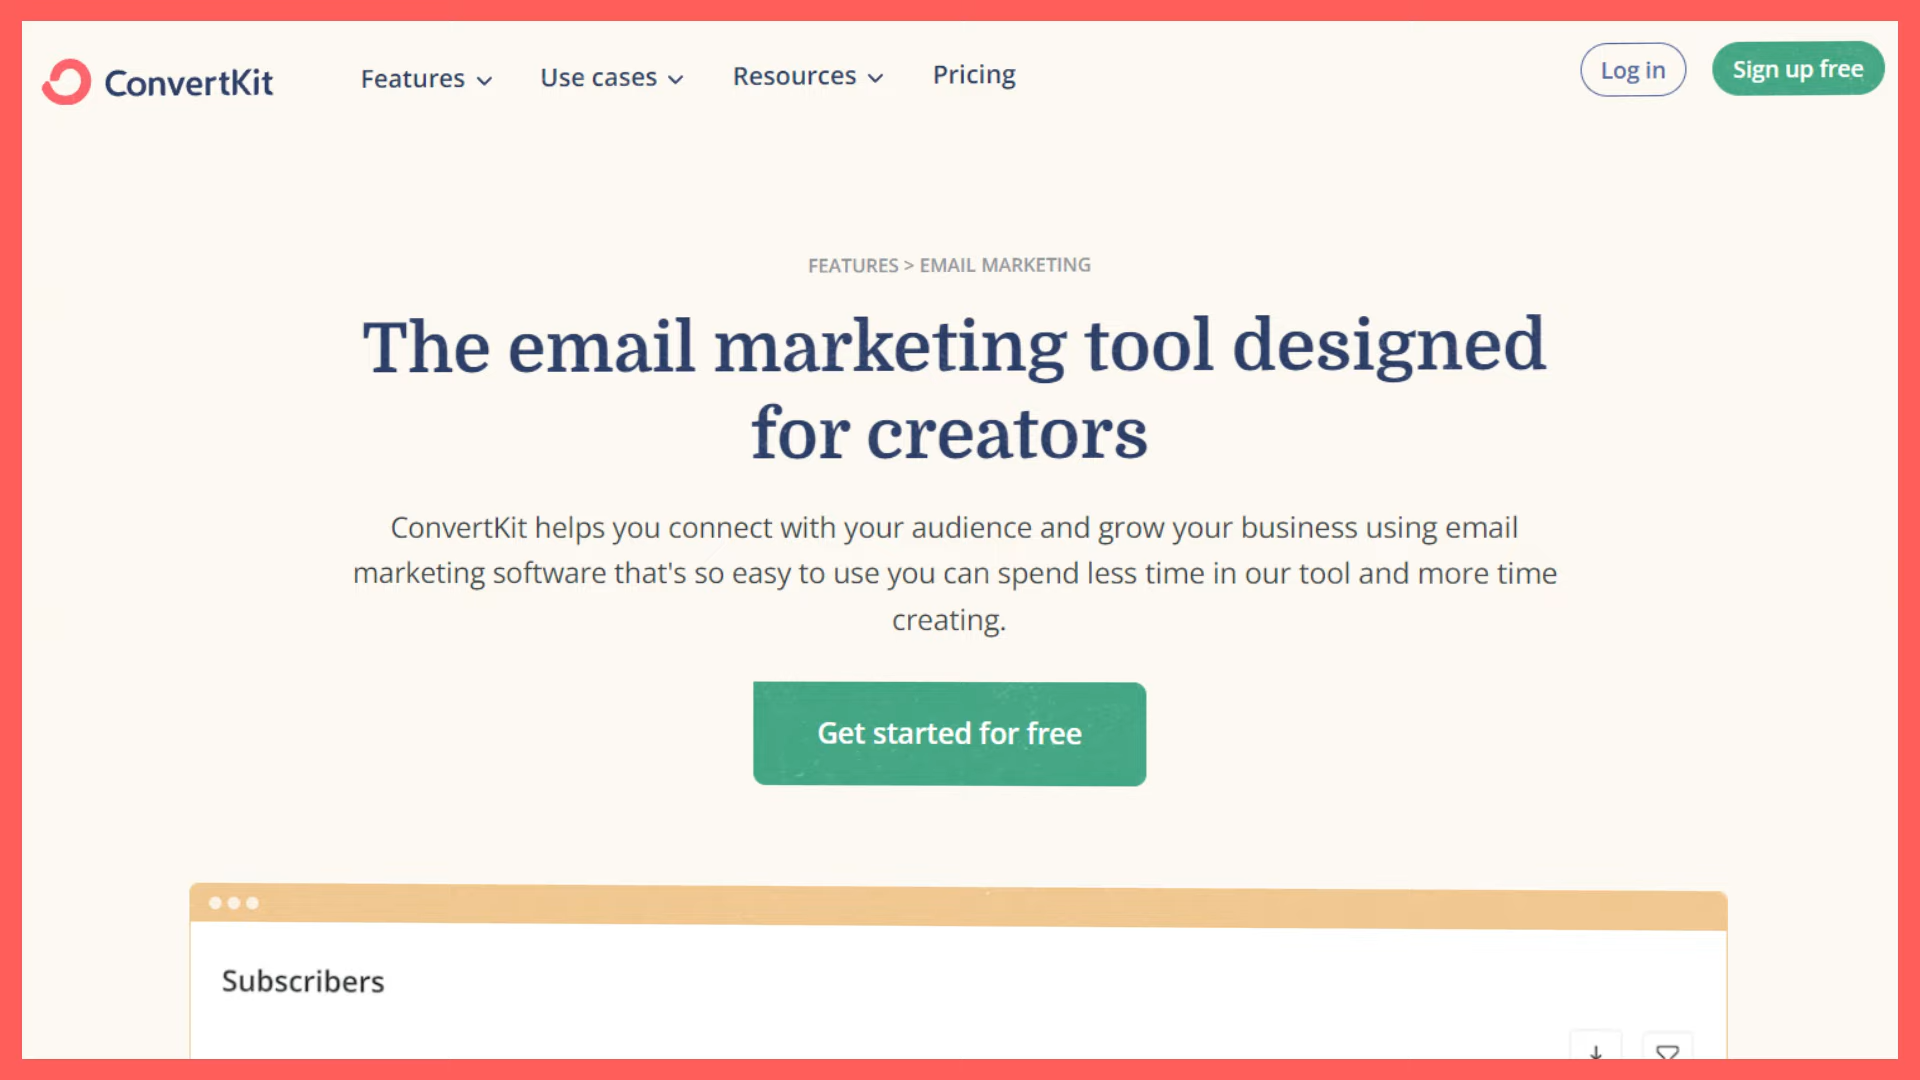 ConvertKit
Features
Use cases
Resources
Pricing
Log in
Sign up free
FEATURES > EMAIL MARKETING
The email marketing tool designed
for creators
ConvertKit helps you connect with your audience and grow your business using email
marketing software that's so easy to use you can spend less time in our tool and more time
creating.
Get started for free
Subscribers